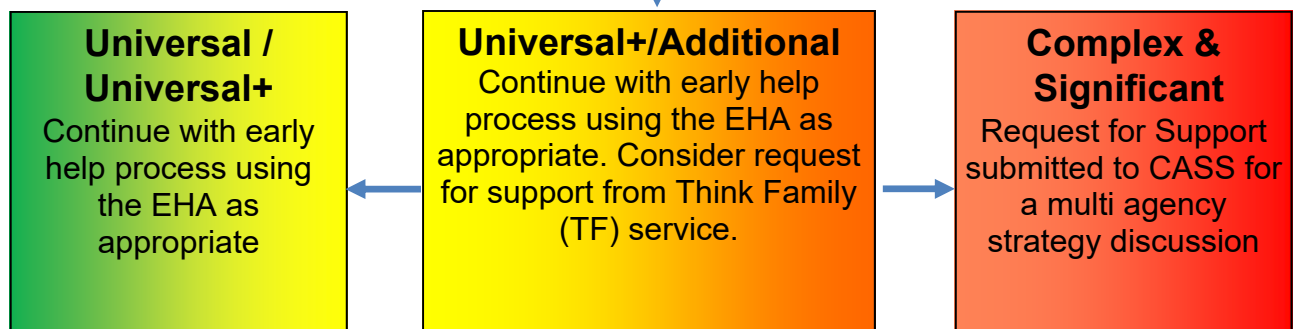 Universal /
Universal+
Continue with early
help process using
the EHA as
appropriate
Universal+/Additional
Continue with early help
process using the EHA as
appropriate. Consider request
for support from Think Family
(TF) service.
Complex &
Significant
Request for Support
submitted to CASS for
a multi agency
strategy discussion